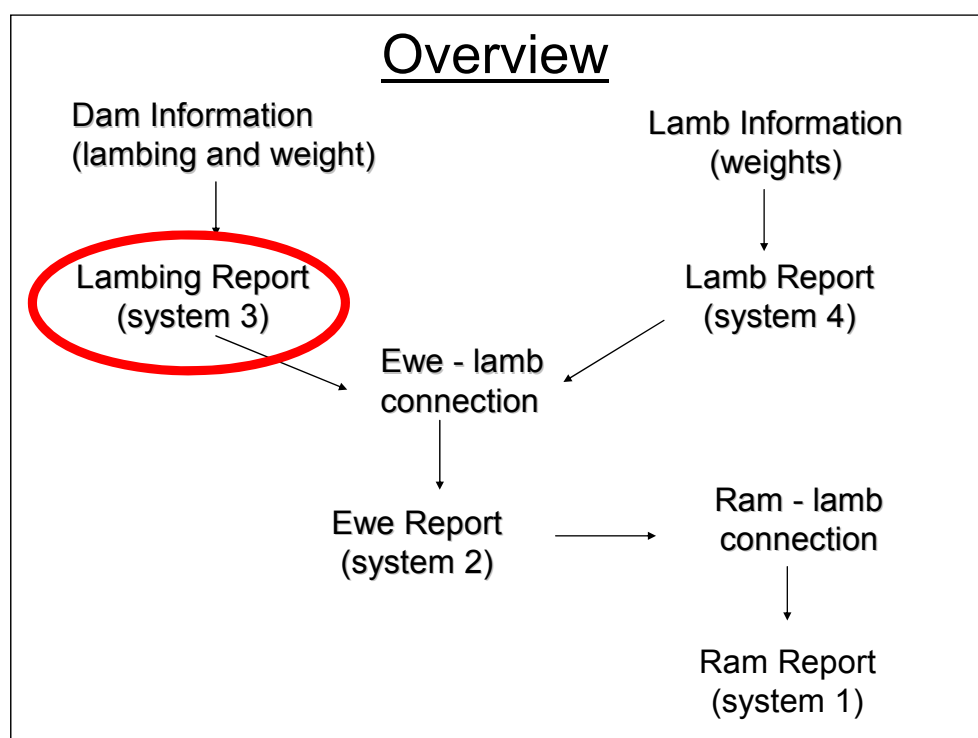 Overview
Dam Information
(lambing and weight)
Lamb Information
(weights)
Lambing Report
(system 3)
Lamb Report
(system 4)
Ewe - lamb
connection
Ewe Report
(system 2)
Ram - lamb
connection
Ram Report
(system 1)